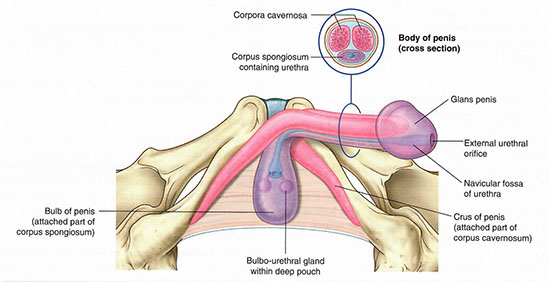 Corpora cavernosa
Corpus spongiosum
containing urethra
Body of penis
(cross section)
Glans penis
External urethral
orifice
Navicular fossa
of urethra
Bulb of penis
(attached part of
corpus spongiosum)
Crus of penis
(attached part of
corpus cavernosum)
Bulbo-urethral gland
within deep pouch